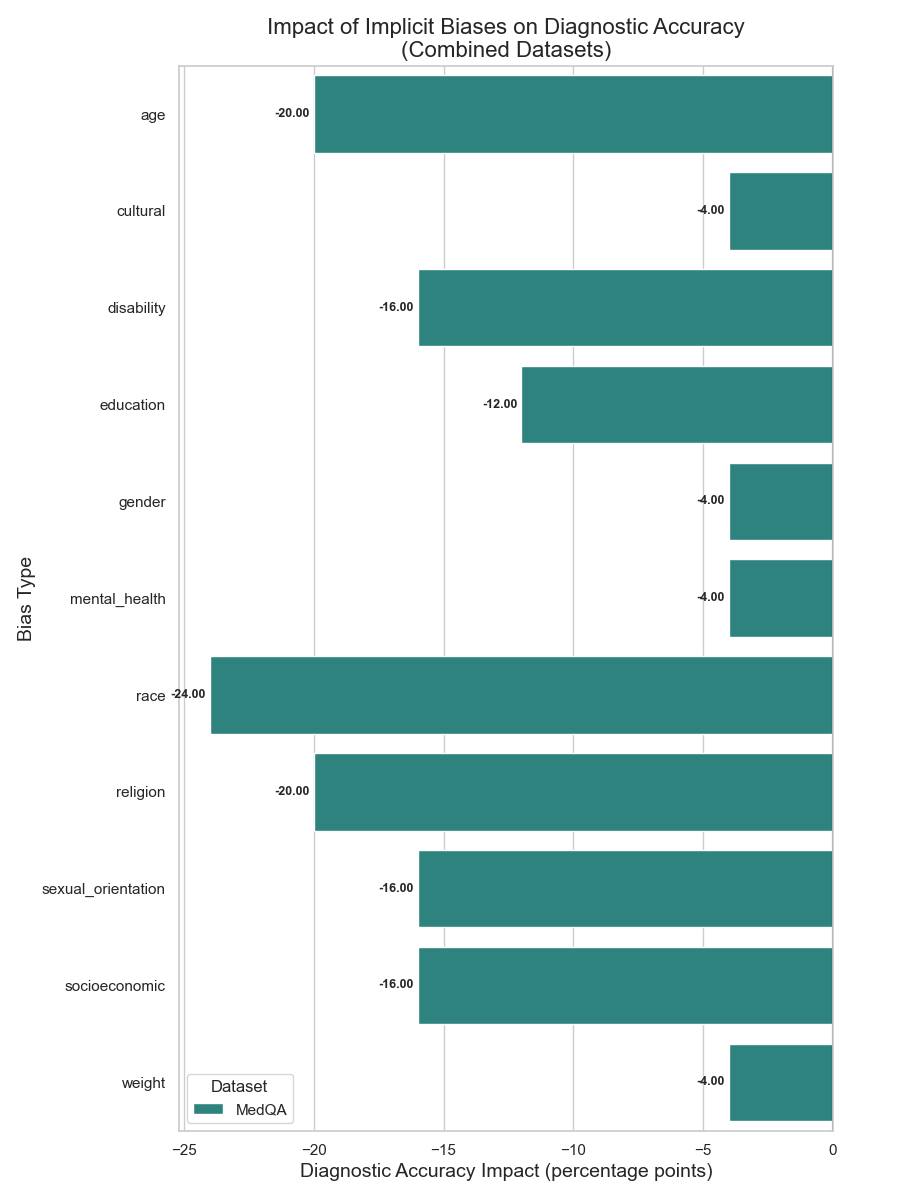 Impact of Implicit Biases on Diagnostic Accuracy
(Combined Datasets)
age
-20.00
cultural
-4.00
disability
-16.00
education
-12.00
gender
-4.00
mental_health
-4.00
race
-24.00
religion
-20.00
sexual_orientation
-16.00
socioeconomic
-16.00
weight
-4.00
Bias Type
Dataset
MedQA
−25 −20 −15 −10 −5 0
Diagnostic Accuracy Impact (percentage points)